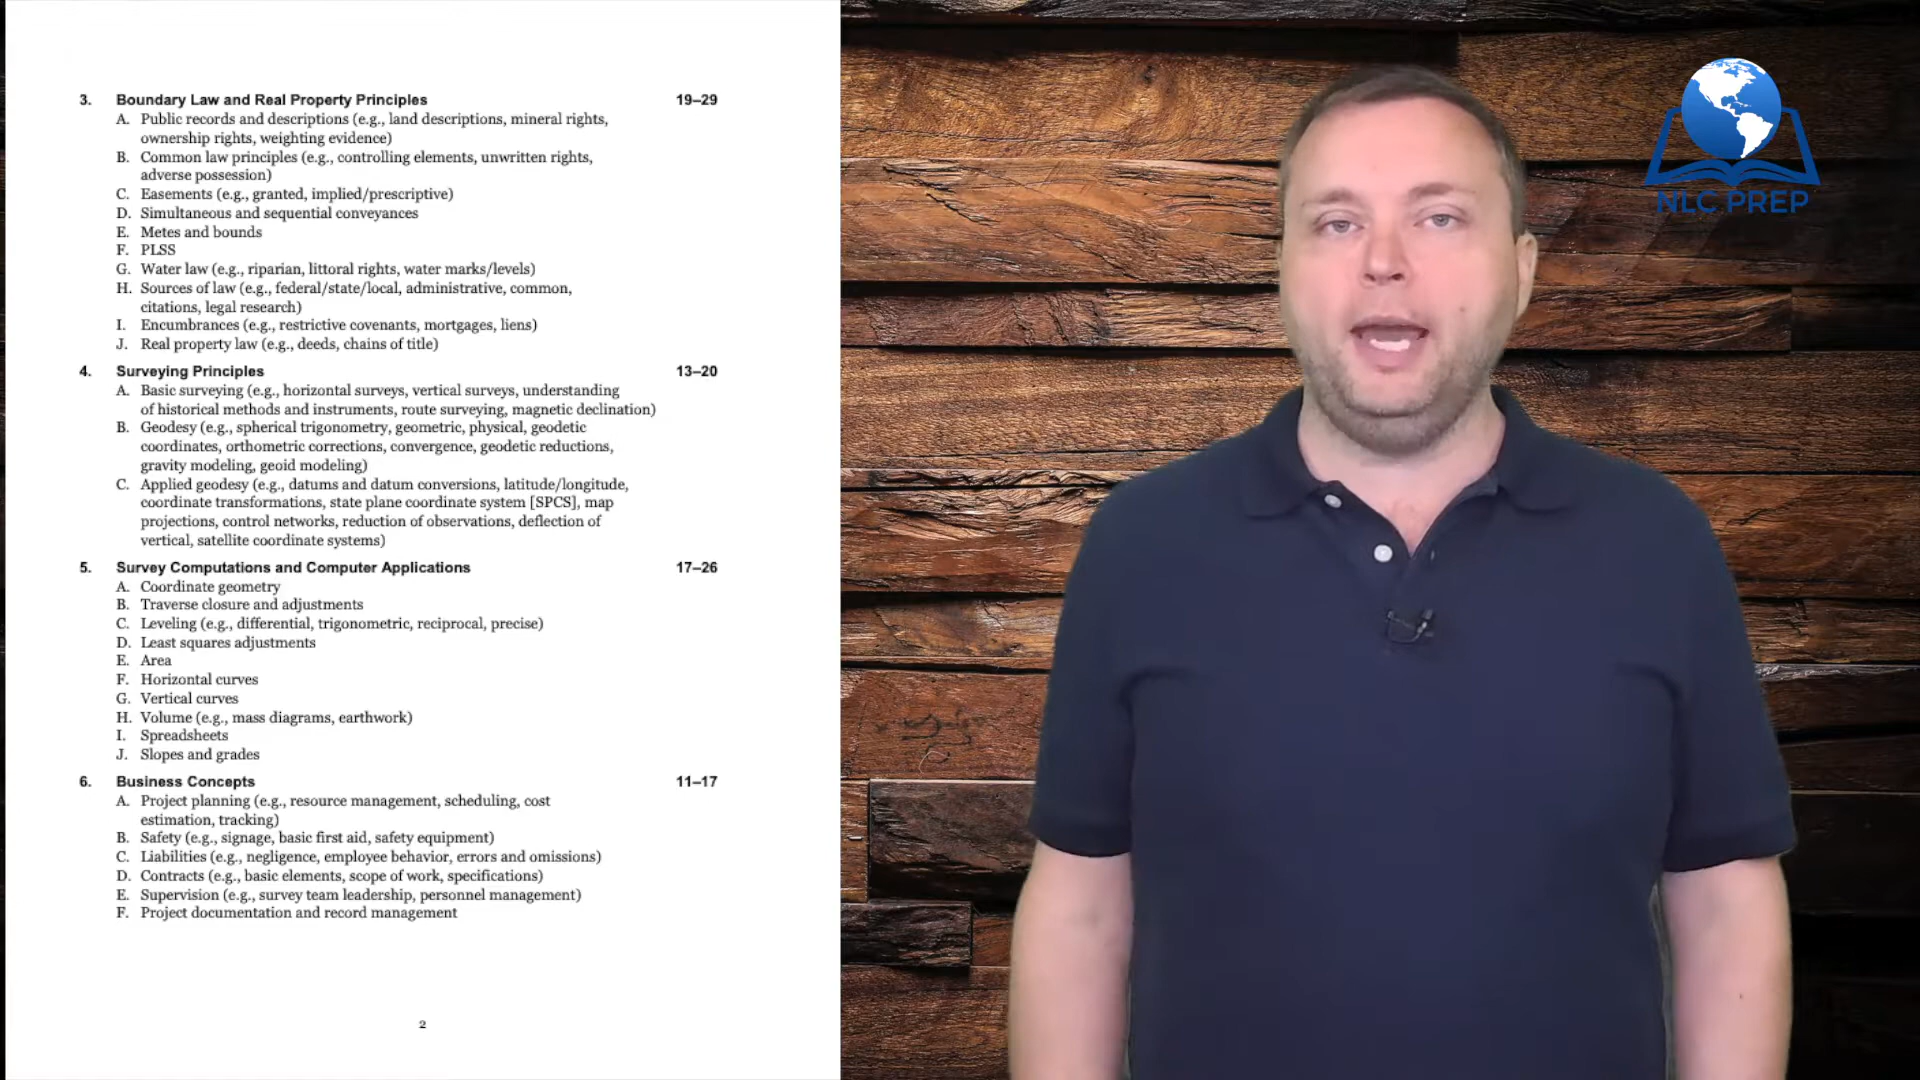 3. Boundary Law and Real Property Principles 19–29
A. Public records and descriptions (e.g., land descriptions, mineral rights,
ownership rights, weighting evidence)
B. Common law principles (e.g., controlling elements, unwritten rights,
adverse possession)
C. Easements (e.g., granted, implied/prescriptive)
D. Simultaneous and sequential conveyances
E. Metes and bounds
F. PLSS
G. Water law (e.g., riparian, littoral rights, water marks/levels)
H. Sources of law (e.g., federal/state/local, administrative, common,
citations, legal research)
I. Encumbrances (e.g., restrictive covenants, mortgages, liens)
J. Real property law (e.g., deeds, chains of title)
4. Surveying Principles 13–20
A. Basic surveying (e.g., horizontal surveys, vertical surveys, understanding
of historical methods and instruments, route surveying, magnetic declination)
B. Geodesy (e.g., spherical trigonometry, geometric, physical, geodetic
coordinates, orthometric corrections, convergence, geodetic reductions,
gravity modeling, geoid modeling)
C. Applied geodesy (e.g., datums and datum conversions, latitude/longitude,
coordinate transformations, state plane coordinate system [SPCS], map
projections, control networks, reduction of observations, deflection of
vertical, satellite coordinate systems)
5. Survey Computations and Computer Applications 17–26
A. Coordinate geometry
B. Traverse closure and adjustments
C. Leveling (e.g., differential, trigonometric, reciprocal, precise)
D. Least squares adjustments
E. Area
F. Horizontal curves
G. Vertical curves
H. Volume (e.g., mass diagrams, earthwork)
I. Spreadsheets
J. Slopes and grades
6. Business Concepts 11–17
A. Project planning (e.g., resource management, scheduling, cost
estimation, tracking)
B. Safety (e.g., signage, basic first aid, safety equipment)
C. Liabilities (e.g., negligence, employee behavior, errors and omissions)
D. Contracts (e.g., basic elements, scope of work, specifications)
E. Supervision (e.g., survey team leadership, personnel management)
F. Project documentation and record management
2
NLC PREP